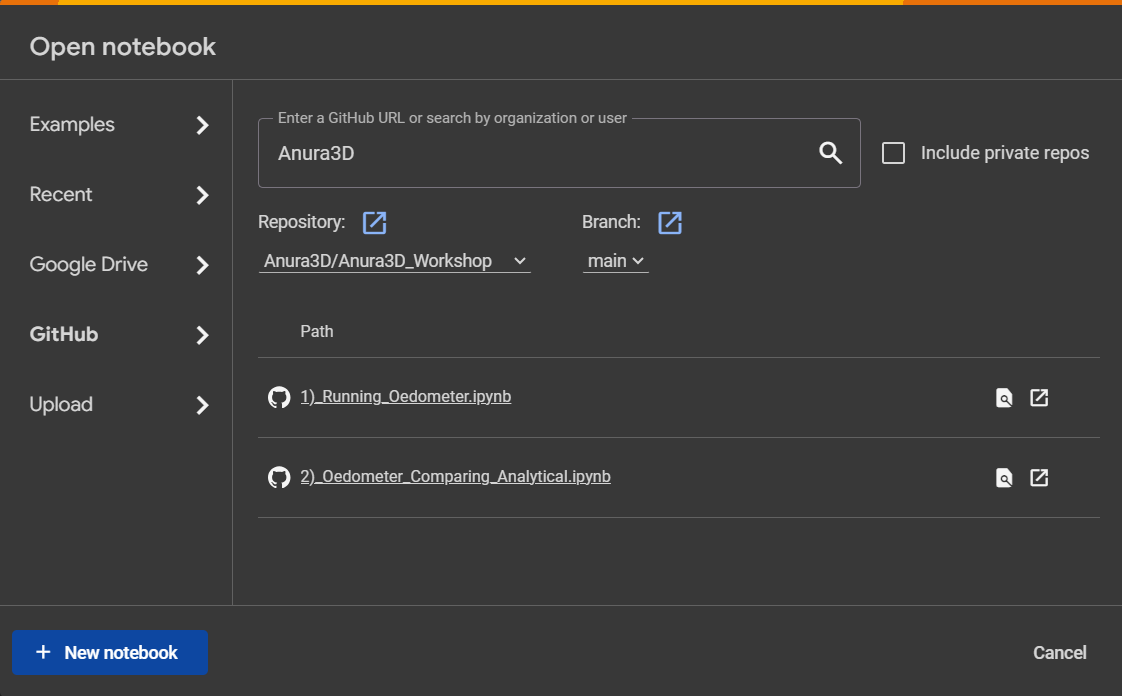 Open notebook
Examples
Recent
Google Drive
GitHub
Upload
Enter a GitHub URL or search by organization or user
Anura3D
Include private repos
Repository:
Branch:
Anura3D/Anura3D_Workshop
main
Path
1)_Running_Oedometer.ipynb
2)_Oedometer_Comparing_Analytical.ipynb
+ New notebook
Cancel